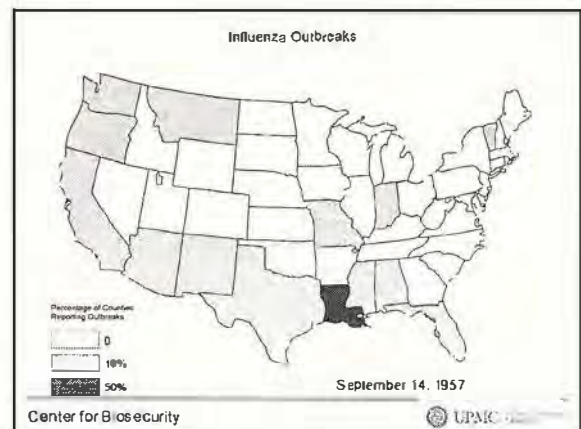 Influenza Outbreaks
Percentage of Counties
Reporting Outbreaks
0
10%
50%
September 14, 1957
Center for Biosecurity
UPMC